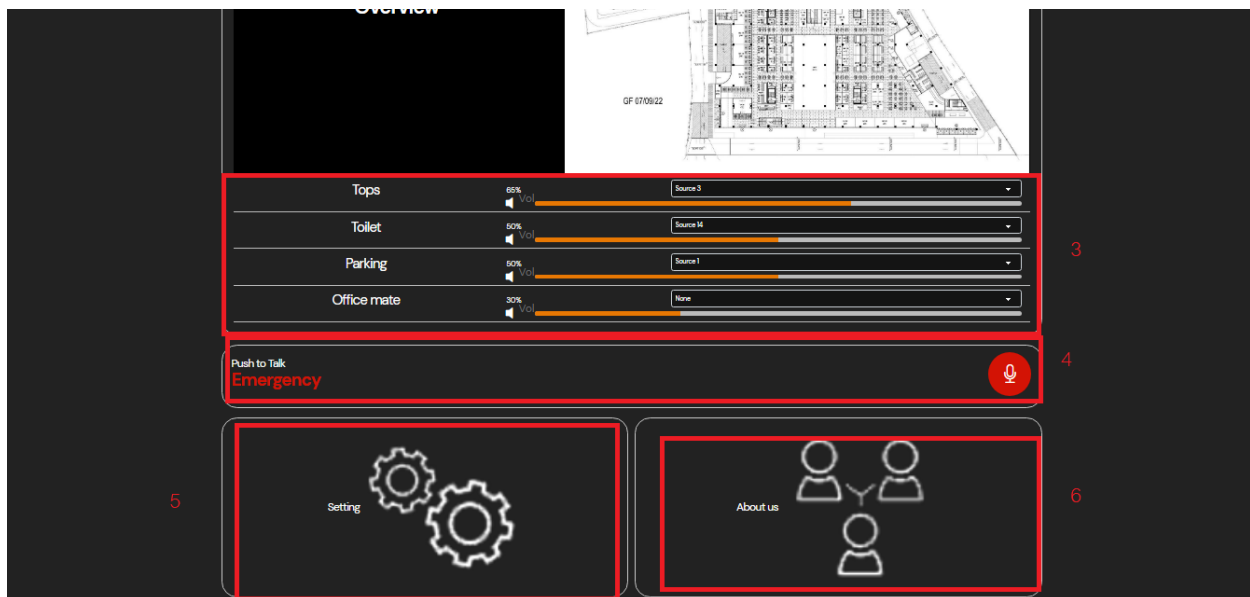 Overview
GF 07/09/22
Tops
65%
Vol
Source 3
Toilet
50%
Vol
Source 14
3
Parking
50%
Vol
Source 1
Office mate
30%
Vol
None
Push to Talk
Emergency
4
5
Setting
About us
6